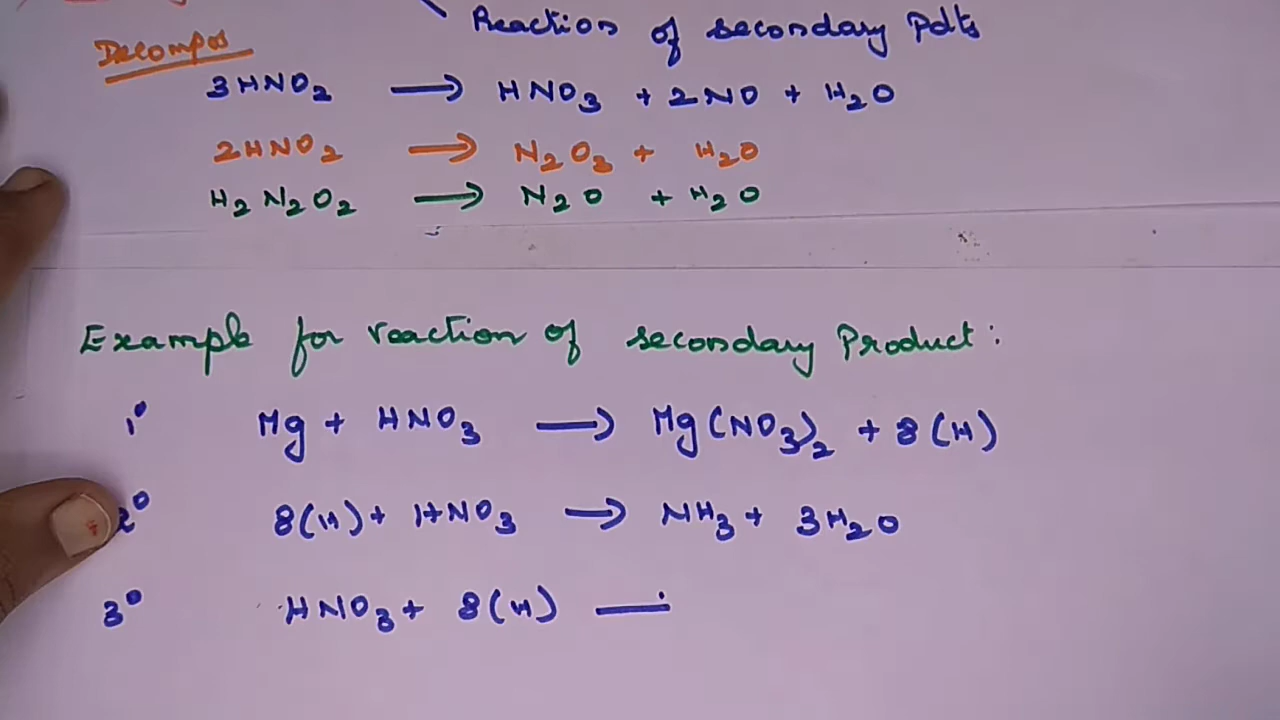 Reaction of secondary Pdts
Decompos
3HNO₂ → HNO₃ + 2NO + H₂O
2HNO₂ → N₂O₃ + H₂O
H₂N₂O₂ → N₂O + H₂O
Example for reaction of secondary Product:
1° Mg + HNO₃ → Mg(NO₃)₂ + 8(H)
2° 8(H) + HNO₃ → NH₃ + 3H₂O
3° HNO₃ + 8(H) —